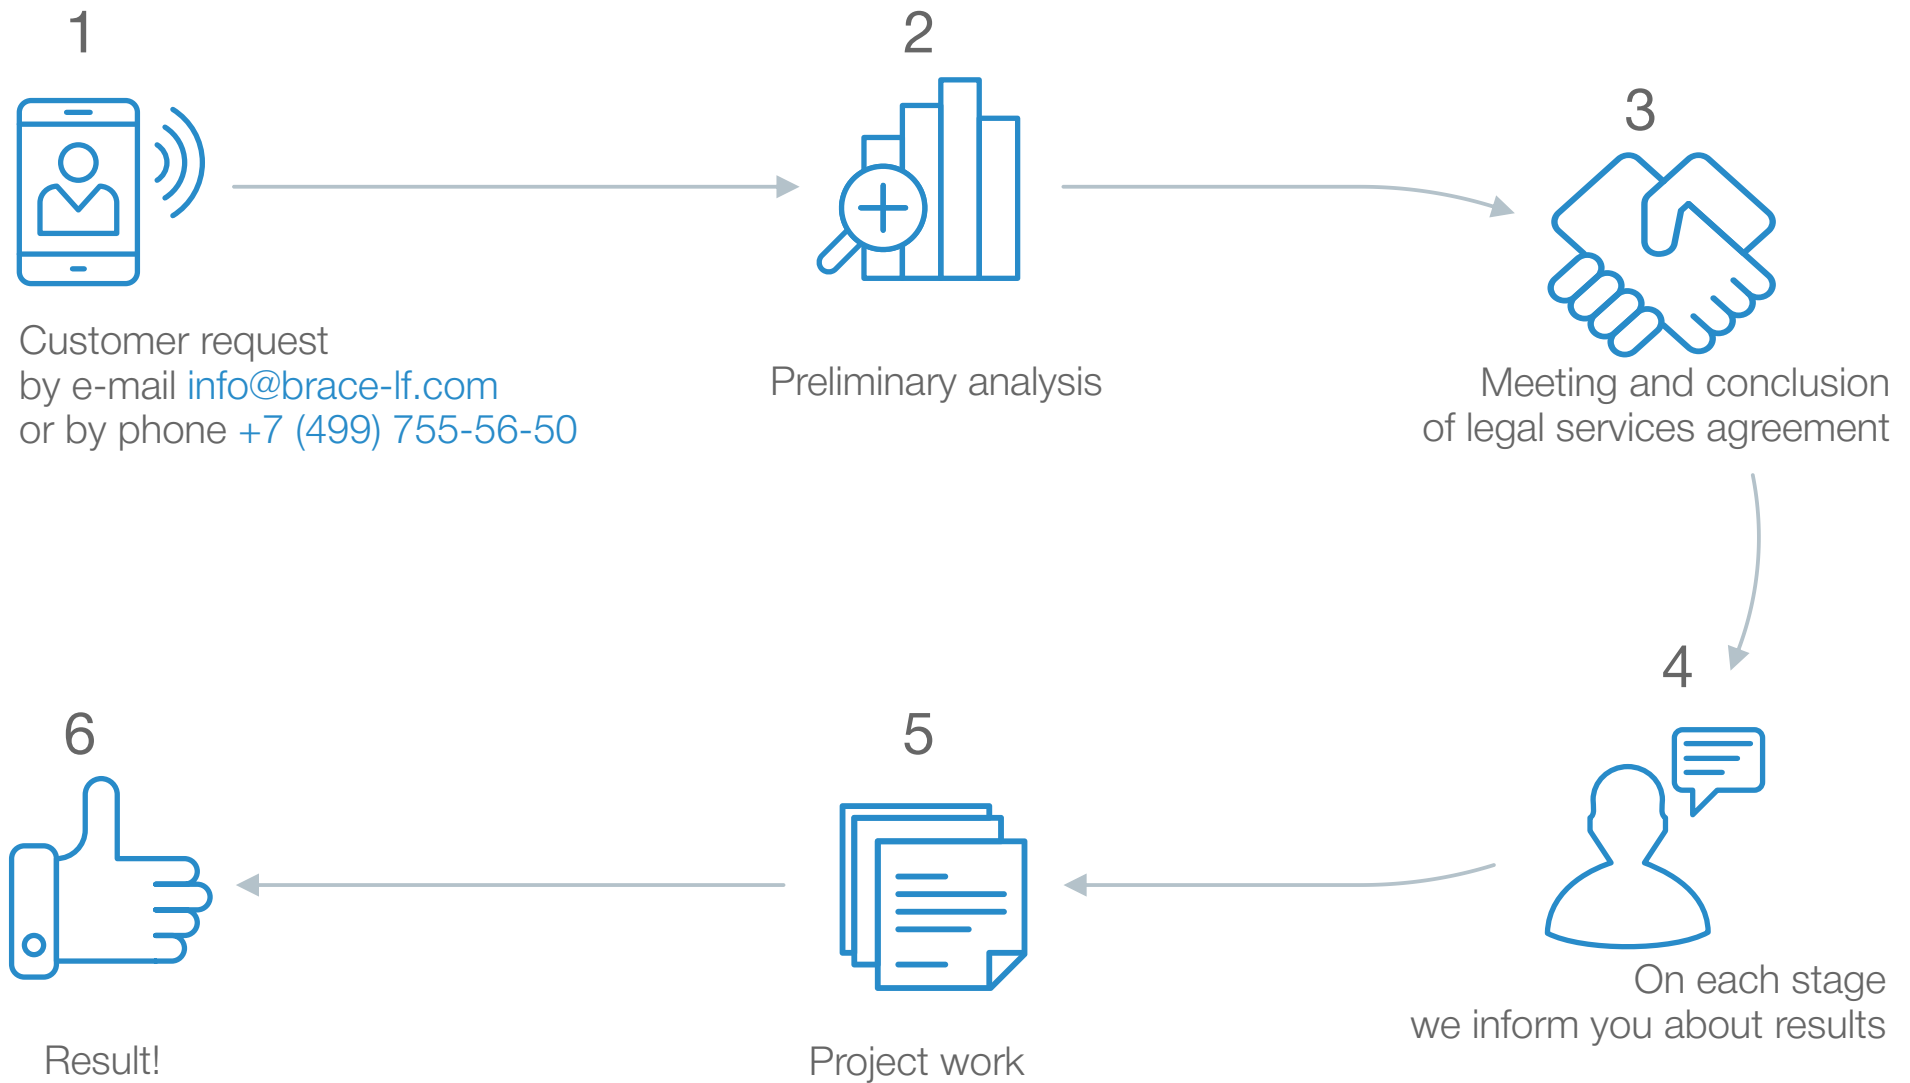 1
Customer request
by e-mail info@brace-lf.com
or by phone +7 (499) 755-56-50
2
Preliminary analysis
3
Meeting and conclusion
of legal services agreement
4
On each stage
we inform you about results
5
Project work
6
Result!